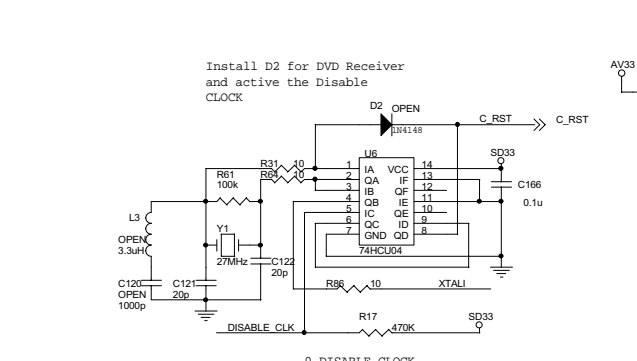 Install D2 for DVD Receiver
and active the Disable
CLOCK
AV33
D2 OPEN
1N4148
C_RST
C_RST
U6
SD33
R31 10
R64 10
1 IA VCC 14
2 QA IF 13
3 IB QF 12
4 QB IE 11
5 IC QE 10
6 QC ID 9
7 GND QD 8
74HCU04
C166
0.1u
R61
100k
L3
OPEN
3.3uH
Y1
27MHz
C122
20p
C120
OPEN
1000p
C121
20p
R86 10 XTALI
R17
470K
SD33
DISABLE_CLK
0 DISABLE CLOCK